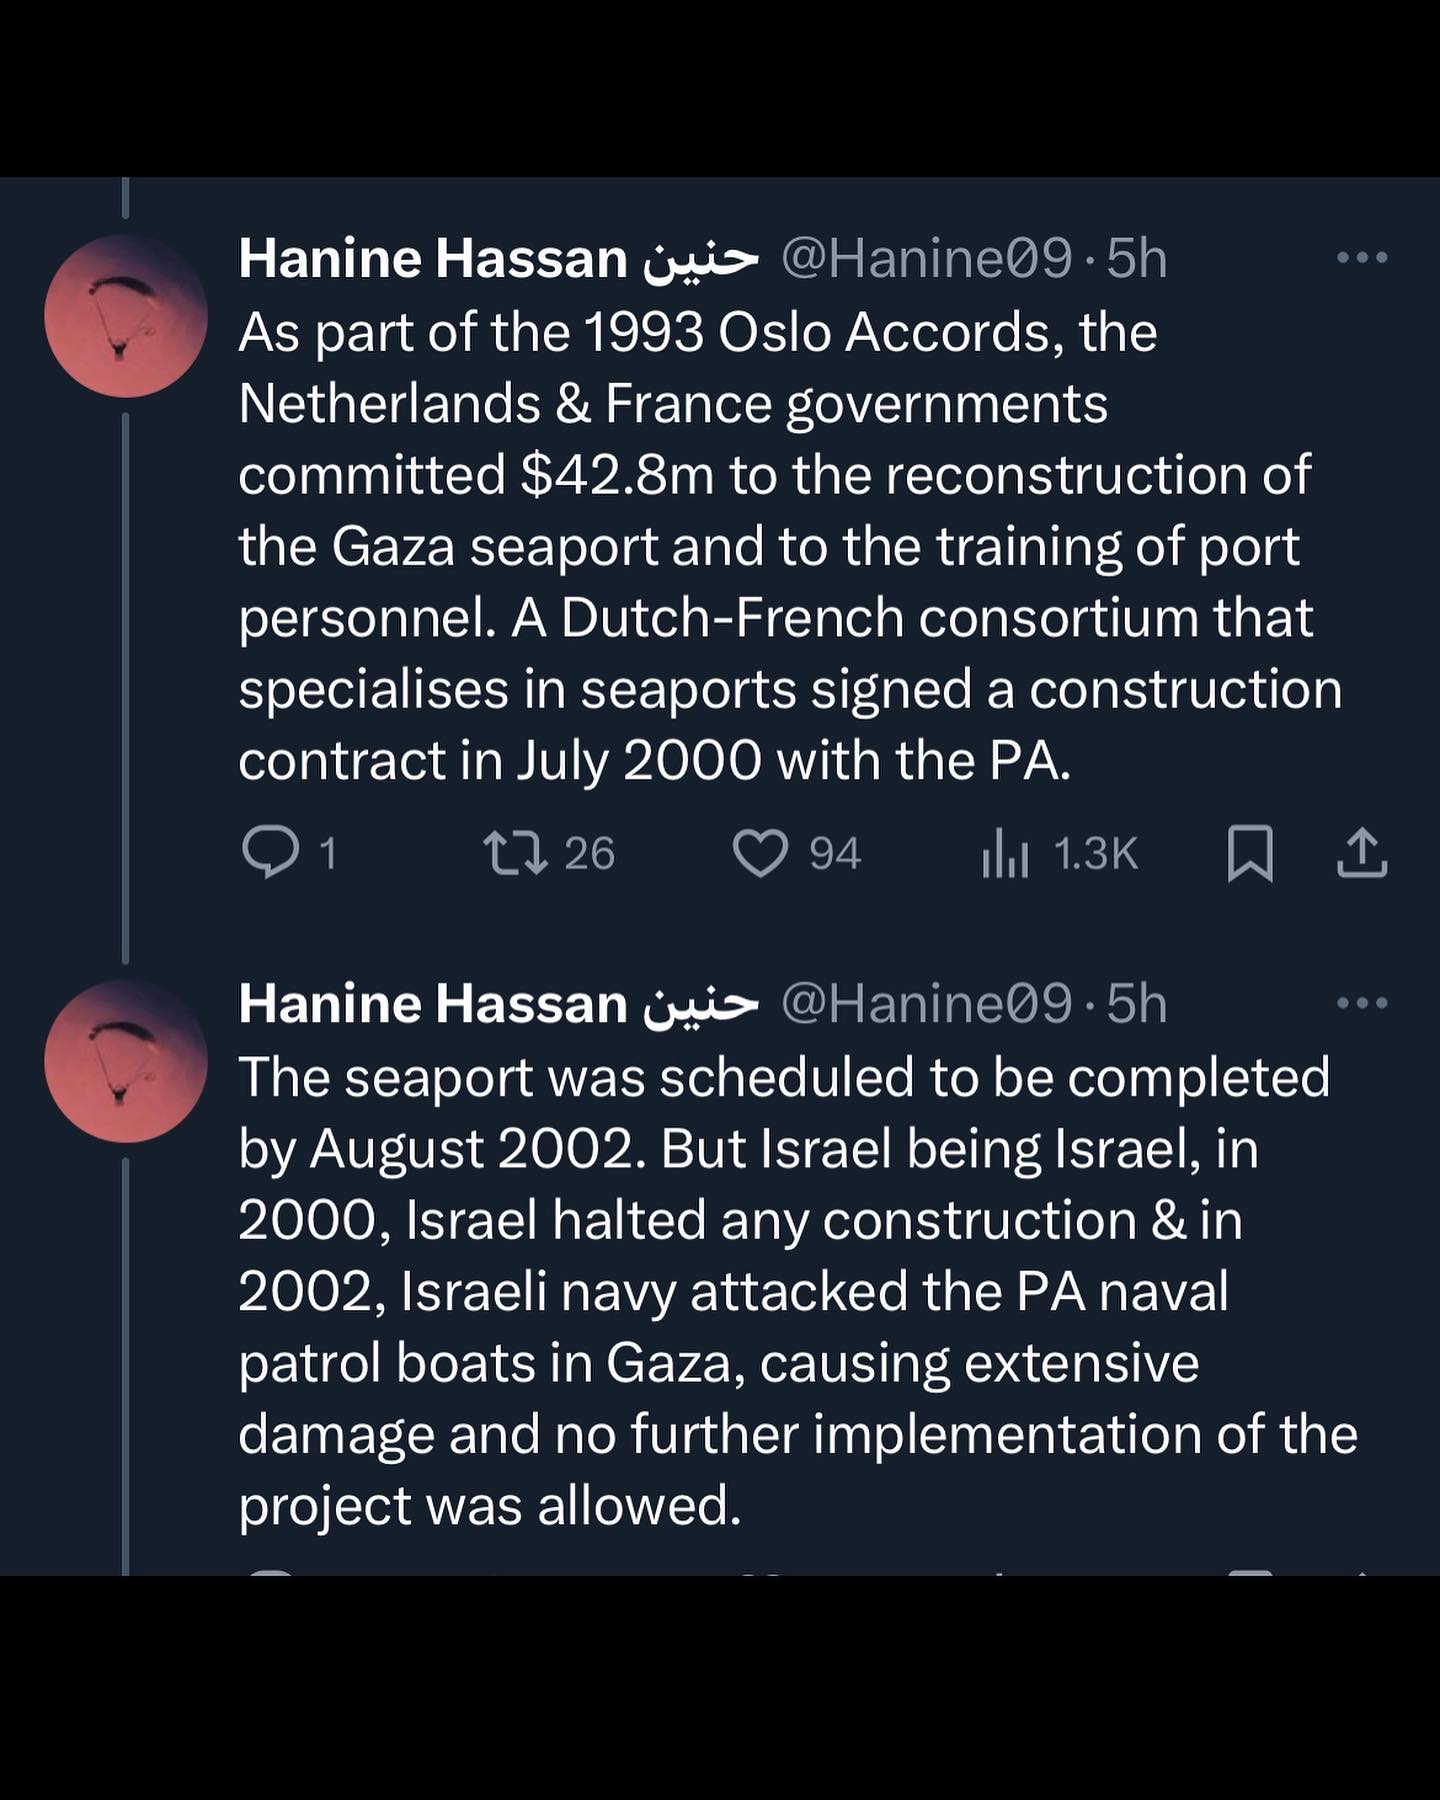 Hanine Hassan حنين @Hanine09 · 5h
As part of the 1993 Oslo Accords, the
Netherlands & France governments
committed $42.8m to the reconstruction of
the Gaza seaport and to the training of port
personnel. A Dutch-French consortium that
specialises in seaports signed a construction
contract in July 2000 with the PA.
1 26 94 1.3K
Hanine Hassan حنين @Hanine09 · 5h
The seaport was scheduled to be completed
by August 2002. But Israel being Israel, in
2000, Israel halted any construction & in
2002, Israeli navy attacked the PA naval
patrol boats in Gaza, causing extensive
damage and no further implementation of the
project was allowed.